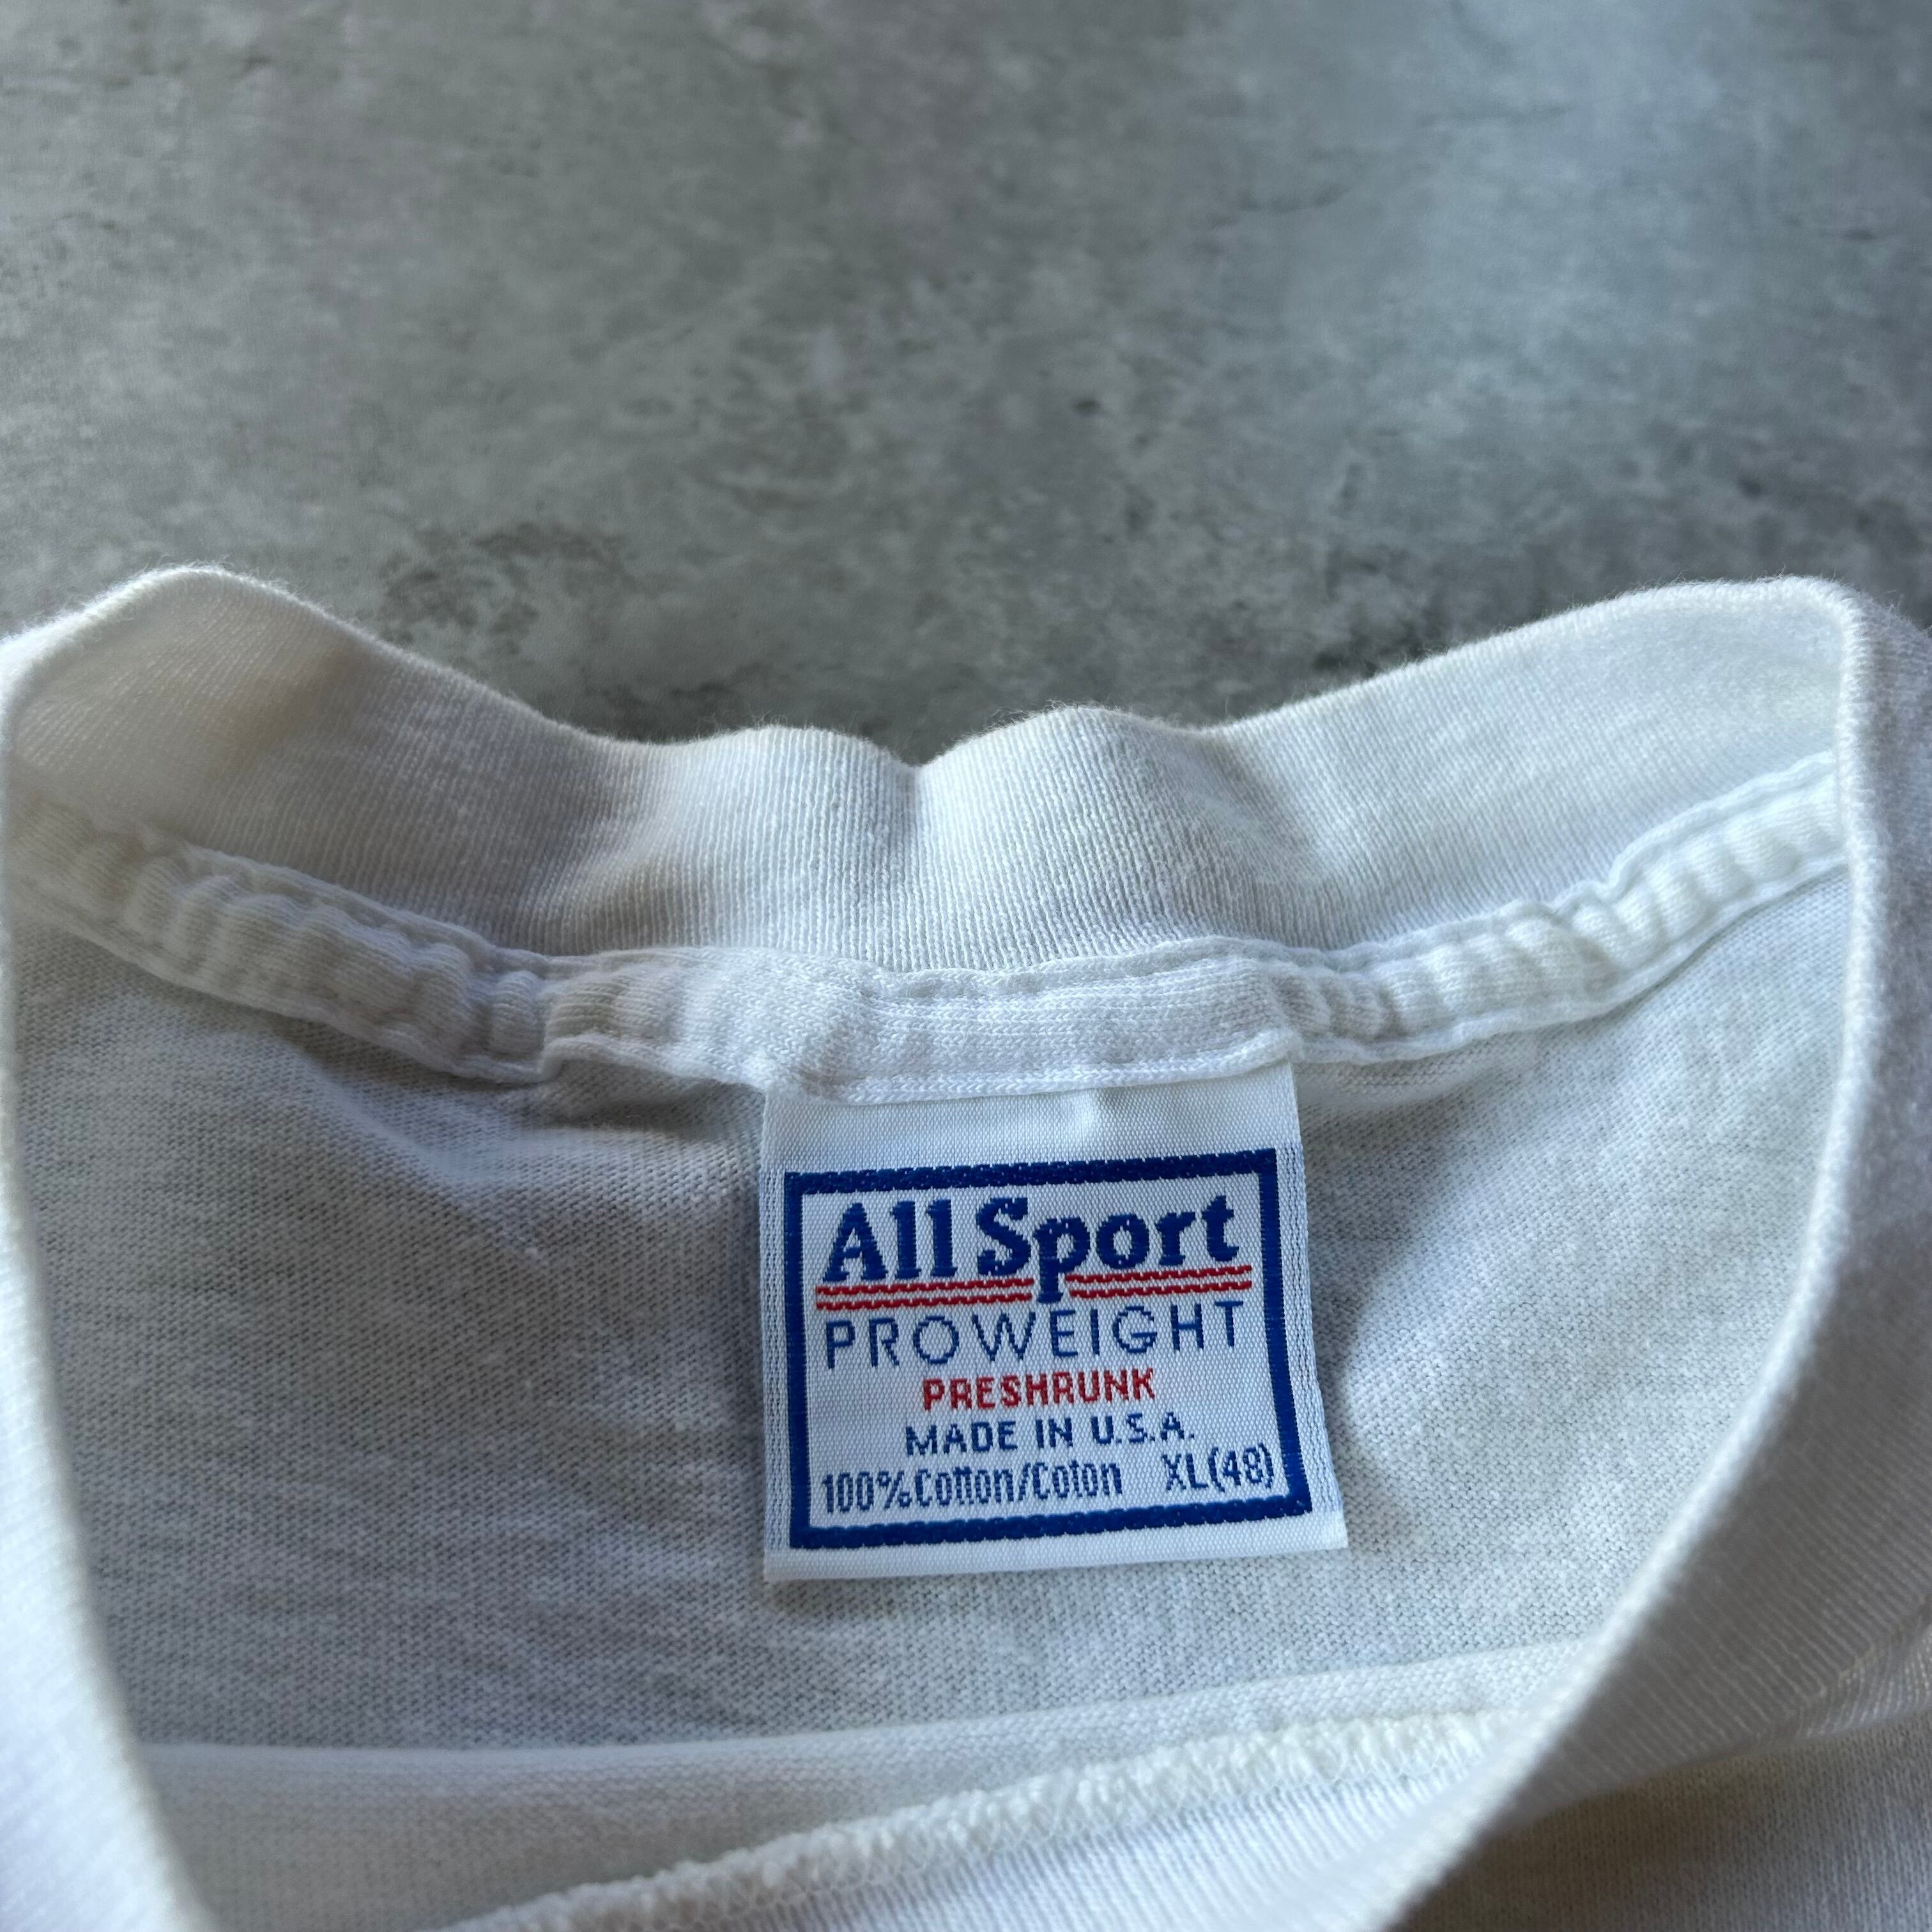 All Sport
PROWEIGHT
PRESHRUNK
MADE IN U.S.A.
100% Cotton/Coton XL(48)